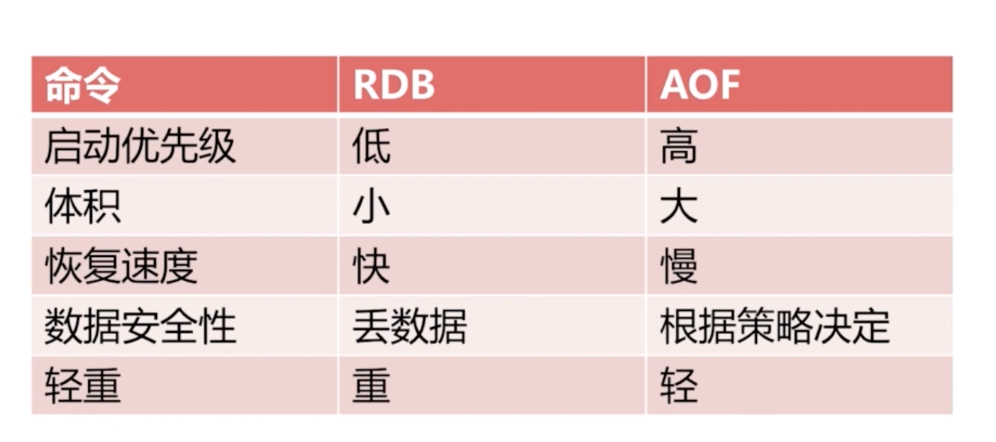 命令 RDB AOF
启动优先级 低 高
体积 小 大
恢复速度 快 慢
数据安全性 丢数据 根据策略决定
轻重 重 轻